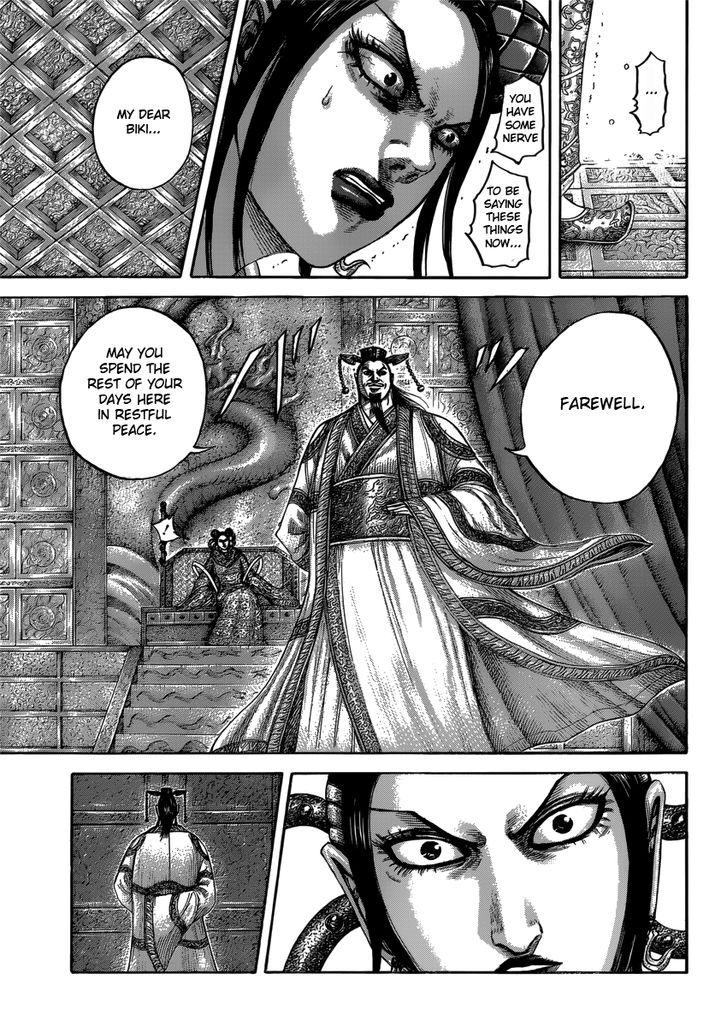 ...
YOU
HAVE
SOME
NERVE
TO BE
SAYING
THESE
THINGS
NOW...
MY DEAR
BIKI...
FAREWELL.
MAY YOU
SPEND THE
REST OF YOUR
DAYS HERE
IN RESTFUL
PEACE.